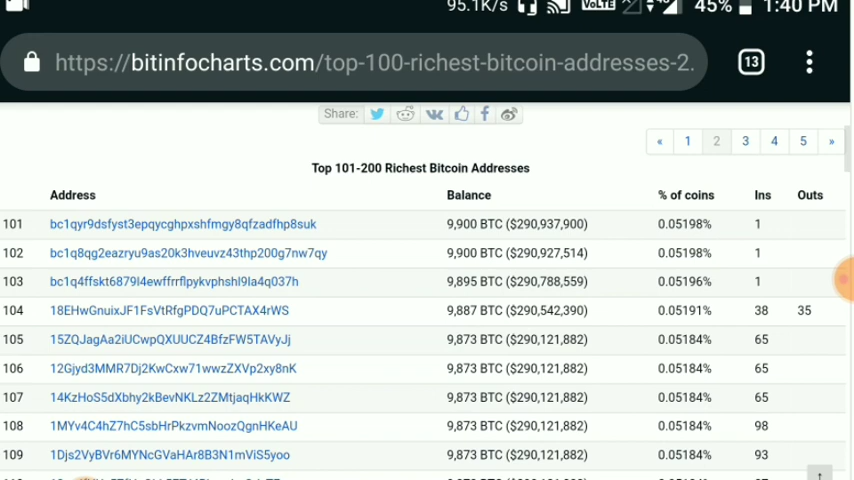 95.1K/s VoLTE 45% 1:40 PM
https://bitinfocharts.com/top-100-richest-bitcoin-addresses-2. 13
Share:
« 1 2 3 4 5 »
Top 101-200 Richest Bitcoin Addresses
Address Balance % of coins Ins Outs
101 bc1qyr9dsfyst3epqycghpxshfmgy8qfzadfhp8suk 9,900 BTC ($290,937,900) 0.05198% 1
102 bc1q8qg2eazryu9as20k3hveuvz43thp200g7nw7qy 9,900 BTC ($290,927,514) 0.05198% 1
103 bc1q4ffskt6879l4ewffrrflpykvphshl9la4q037h 9,895 BTC ($290,788,559) 0.05196% 1
104 18EHwGnuixJF1FsVtRfgPDQ7uPCTAX4rWS 9,887 BTC ($290,542,390) 0.05191% 38 35
105 15ZQJagAa2iUCwpQXUUCZ4BfzFW5TAVyJj 9,873 BTC ($290,121,882) 0.05184% 65
106 12Gjyd3MMR7Dj2KwCxw71wwzZXVp2xy8nK 9,873 BTC ($290,121,882) 0.05184% 65
107 14KzHoS5dXbhy2kBevNKLz2ZMtjaqHkKWZ 9,873 BTC ($290,121,882) 0.05184% 65
108 1MYv4C4hZ7hC5sbHrPkzvmNoozQgnHKeAU 9,873 BTC ($290,121,882) 0.05184% 98
109 1Djs2VyBVr6MYNcGVaHAr8B3N1mViS5yoo 9,873 BTC ($290,121,882) 0.05184% 93